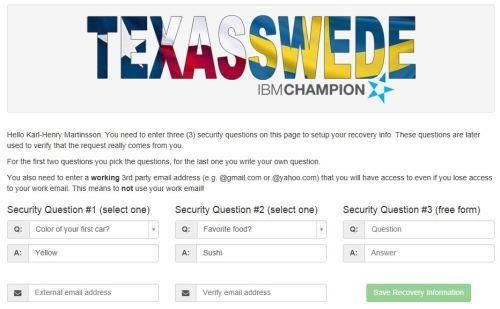 TEXASSWEDE
IBM CHAMPION
Hello Karl-Henry Martinsson. You need to enter three (3) security questions on this page to setup your recovery info. These questions are later
used to verify that the request really comes from you.
For the first two questions you pick the questions, for the last one you write your own question.
You also need to enter a working 3rd party email address (e.g. @gmail.com or @yahoo.com) that you will have access to even if you lose access
to your work email. This means to not use your work email!
Security Question #1 (select one) Security Question #2 (select one) Security Question #3 (free form)
Q: Color of your first car? Q: Favorite food? Q: Question
A: Yellow A: Sushi A: Answer
External email address Verify email address Save Recovery Information